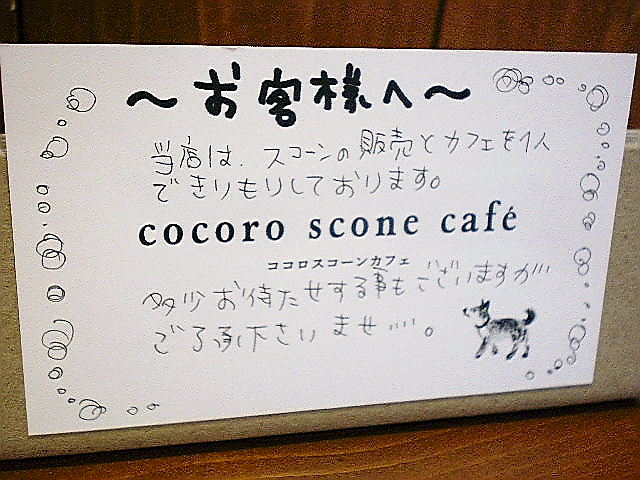 ～お客様へ～
当店は、スコーンの販売とカフェを1人
できりもりしております。
cocoro scone café
ココロスコーンカフェ
多少お待たせする事もございますが
ご了承下さいませ····。